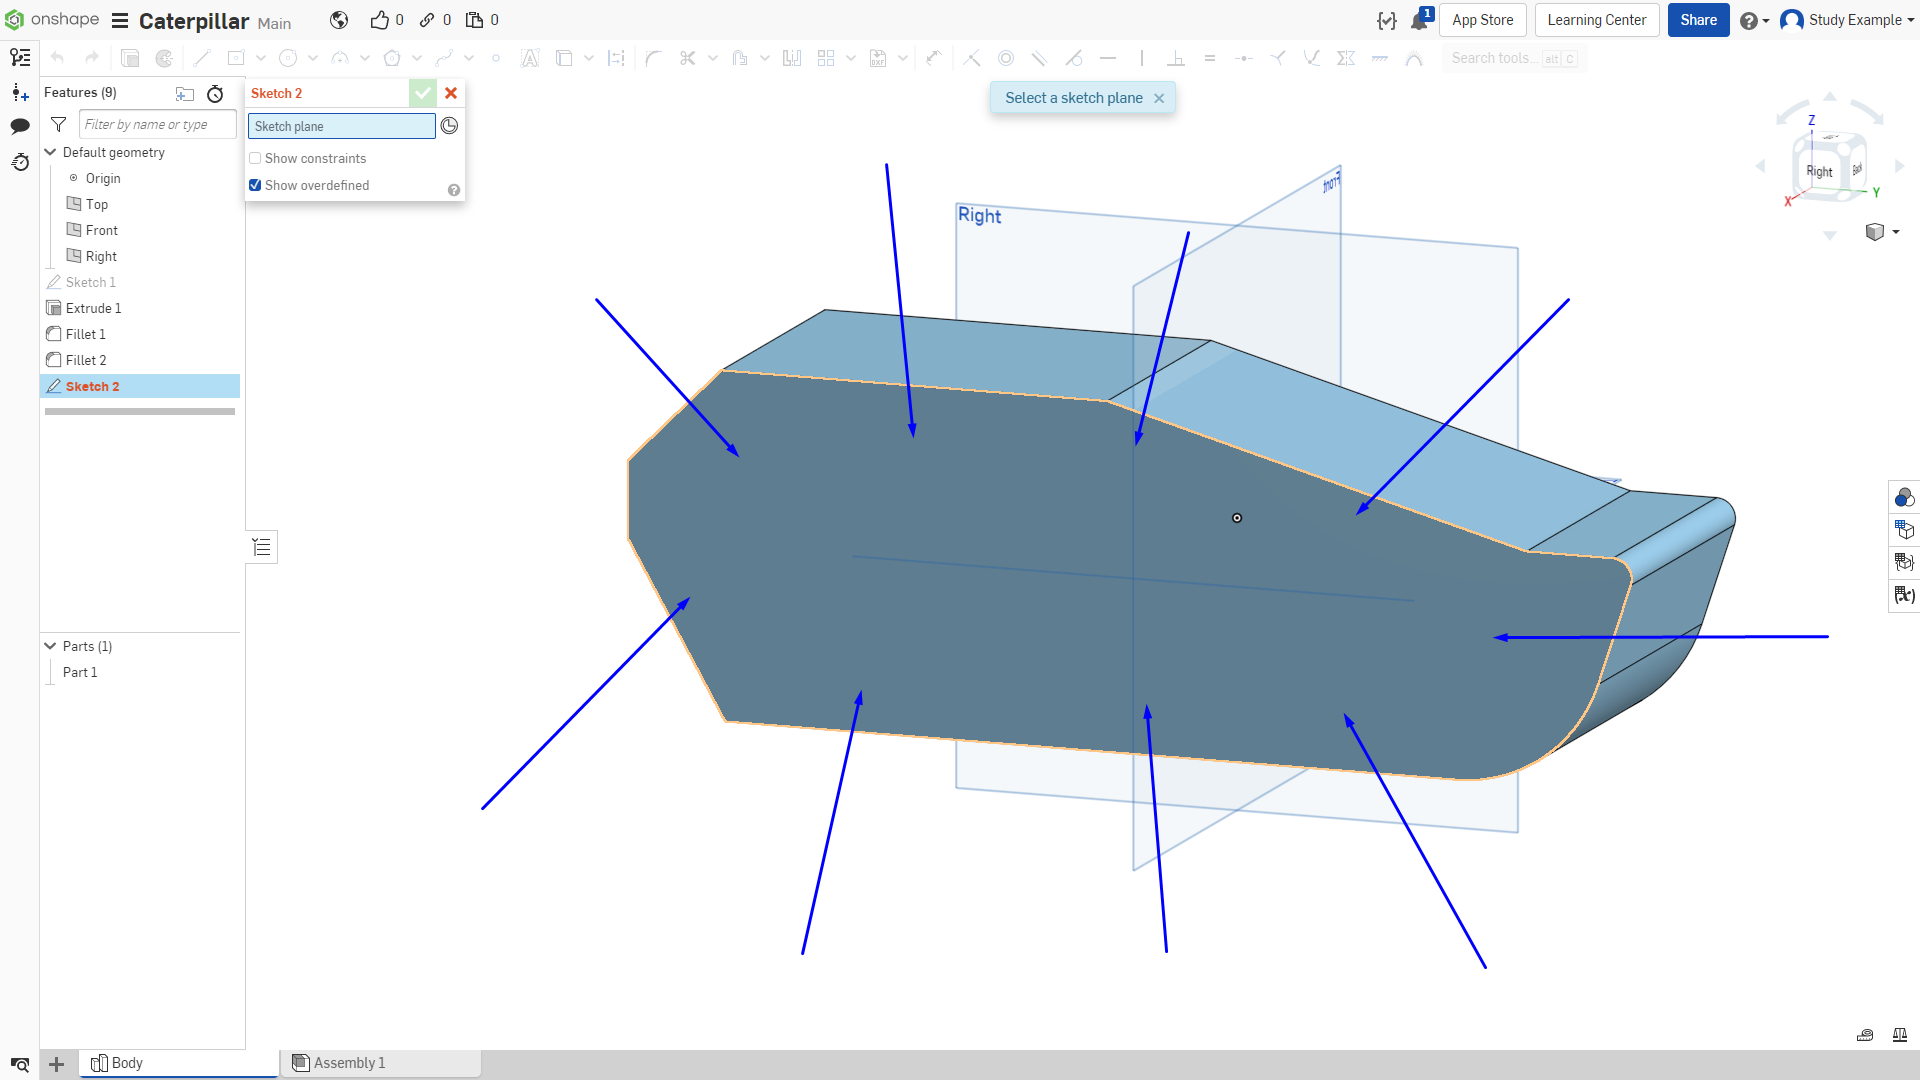 onshape
Caterpillar Main
0 0 0
1
App Store
Learning Center
Share
Study Example
Search tools... alt C
Features (9)
Filter by name or type
Default geometry
Origin
Top
Front
Right
Sketch 1
Extrude 1
Fillet 1
Fillet 2
Sketch 2
Parts (1)
Part 1
Sketch 2
Sketch plane
Show constraints
Show overdefined
Select a sketch plane
Right
Front
Z
Right
Back
X
Y
Body
Assembly 1